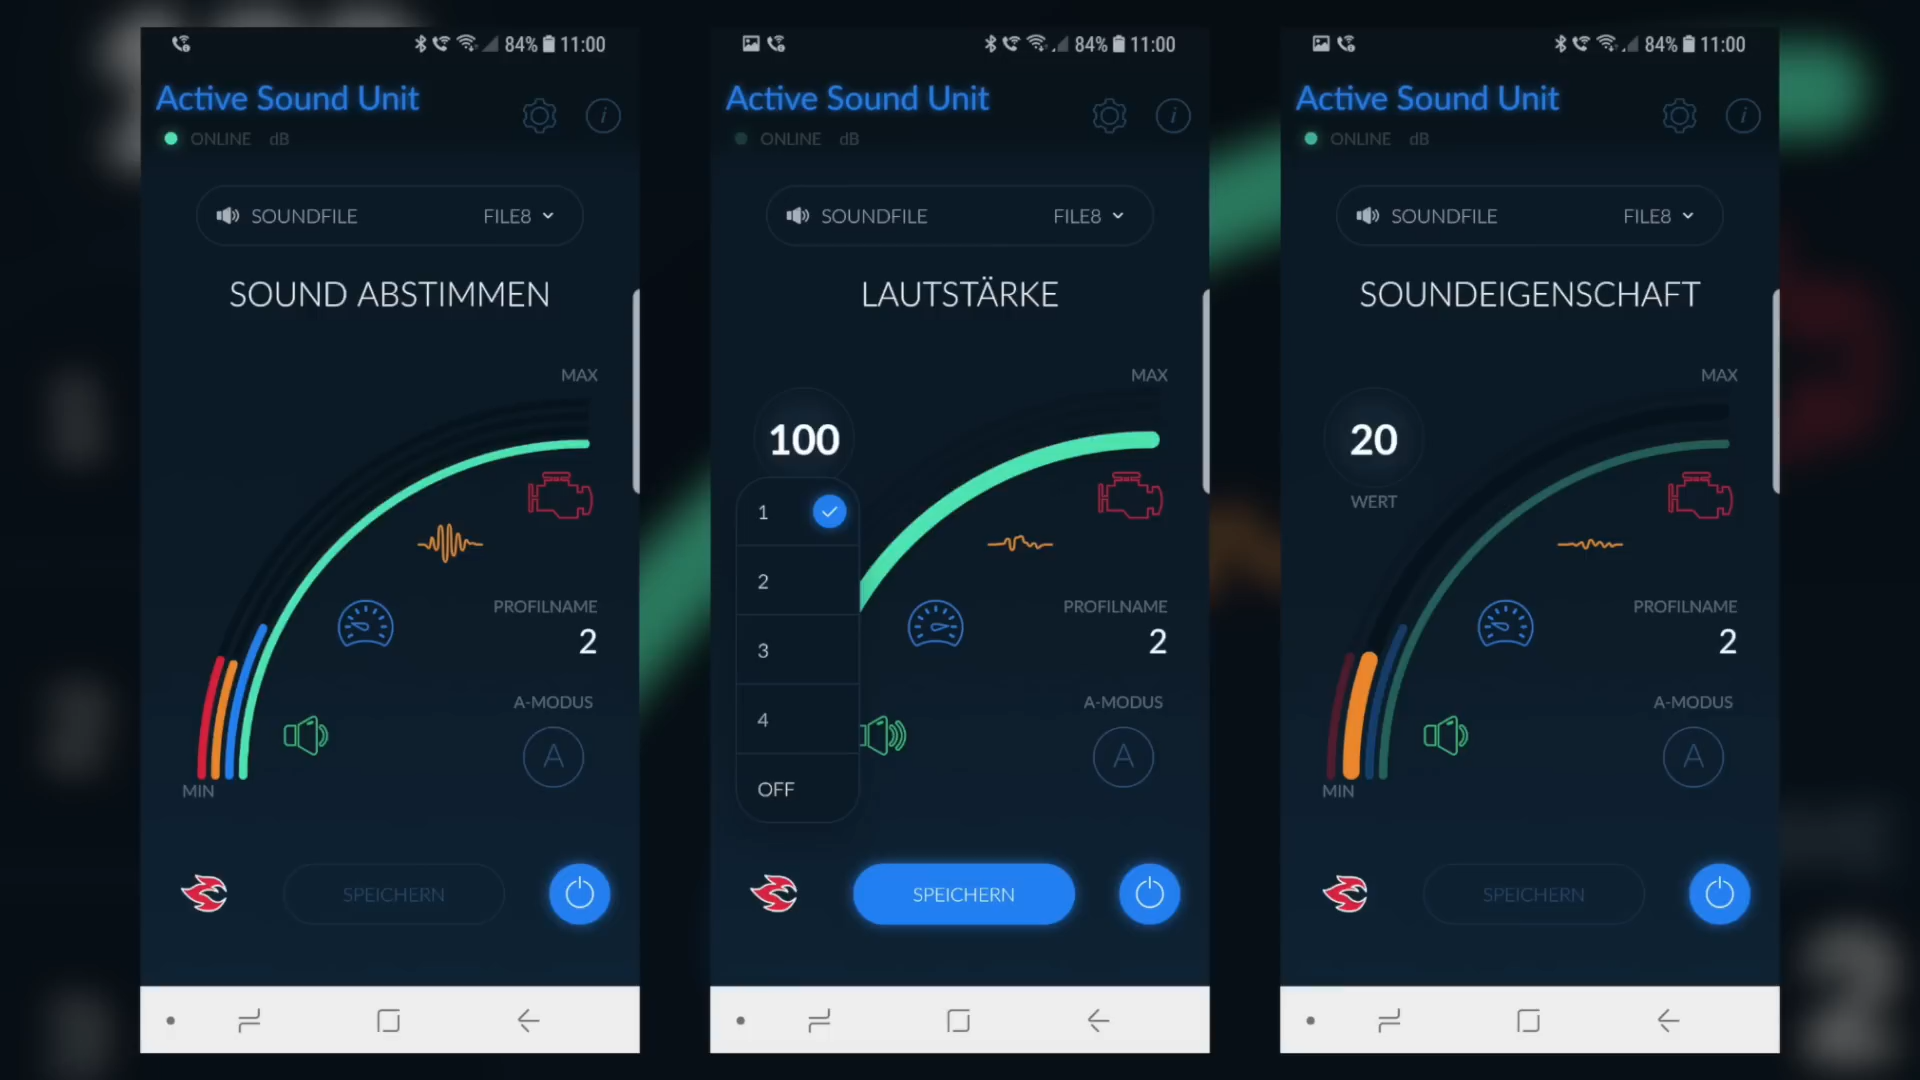 84% 11:00
Active Sound Unit
ONLINE dB
SOUNDFILE FILE8
SOUND ABSTIMMEN
MAX
PROFILNAME
2
A-MODUS
A
MIN
SPEICHERN
84% 11:00
Active Sound Unit
ONLINE dB
SOUNDFILE FILE8
LAUTSTÄRKE
MAX
100
1
2
3
4
OFF
PROFILNAME
2
A-MODUS
A
SPEICHERN
84% 11:00
Active Sound Unit
ONLINE dB
SOUNDFILE FILE8
SOUNDEIGENSCHAFT
MAX
20
WERT
PROFILNAME
2
A-MODUS
A
MIN
SPEICHERN
2